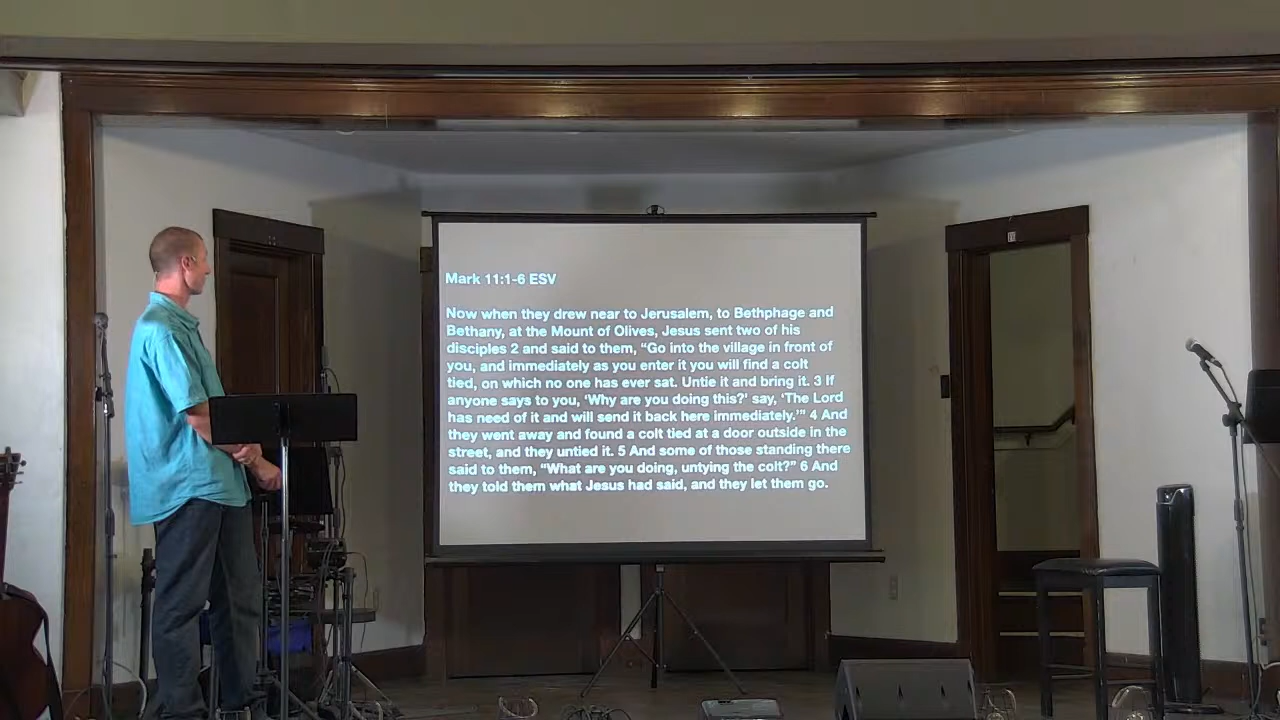 Mark 11:1-6 ESV
Now when they drew near to Jerusalem, to Bethphage and
Bethany, at the Mount of Olives, Jesus sent two of his
disciples 2 and said to them, “Go into the village in front of
you, and immediately as you enter it you will find a colt
tied, on which no one has ever sat. Untie it and bring it. 3 If
anyone says to you, ‘Why are you doing this?’ say, ‘The Lord
has need of it and will send it back here immediately.’” 4 And
they went away and found a colt tied at a door outside in the
street, and they untied it. 5 And some of those standing there
said to them, “What are you doing, untying the colt?” 6 And
they told them what Jesus had said, and they let them go.